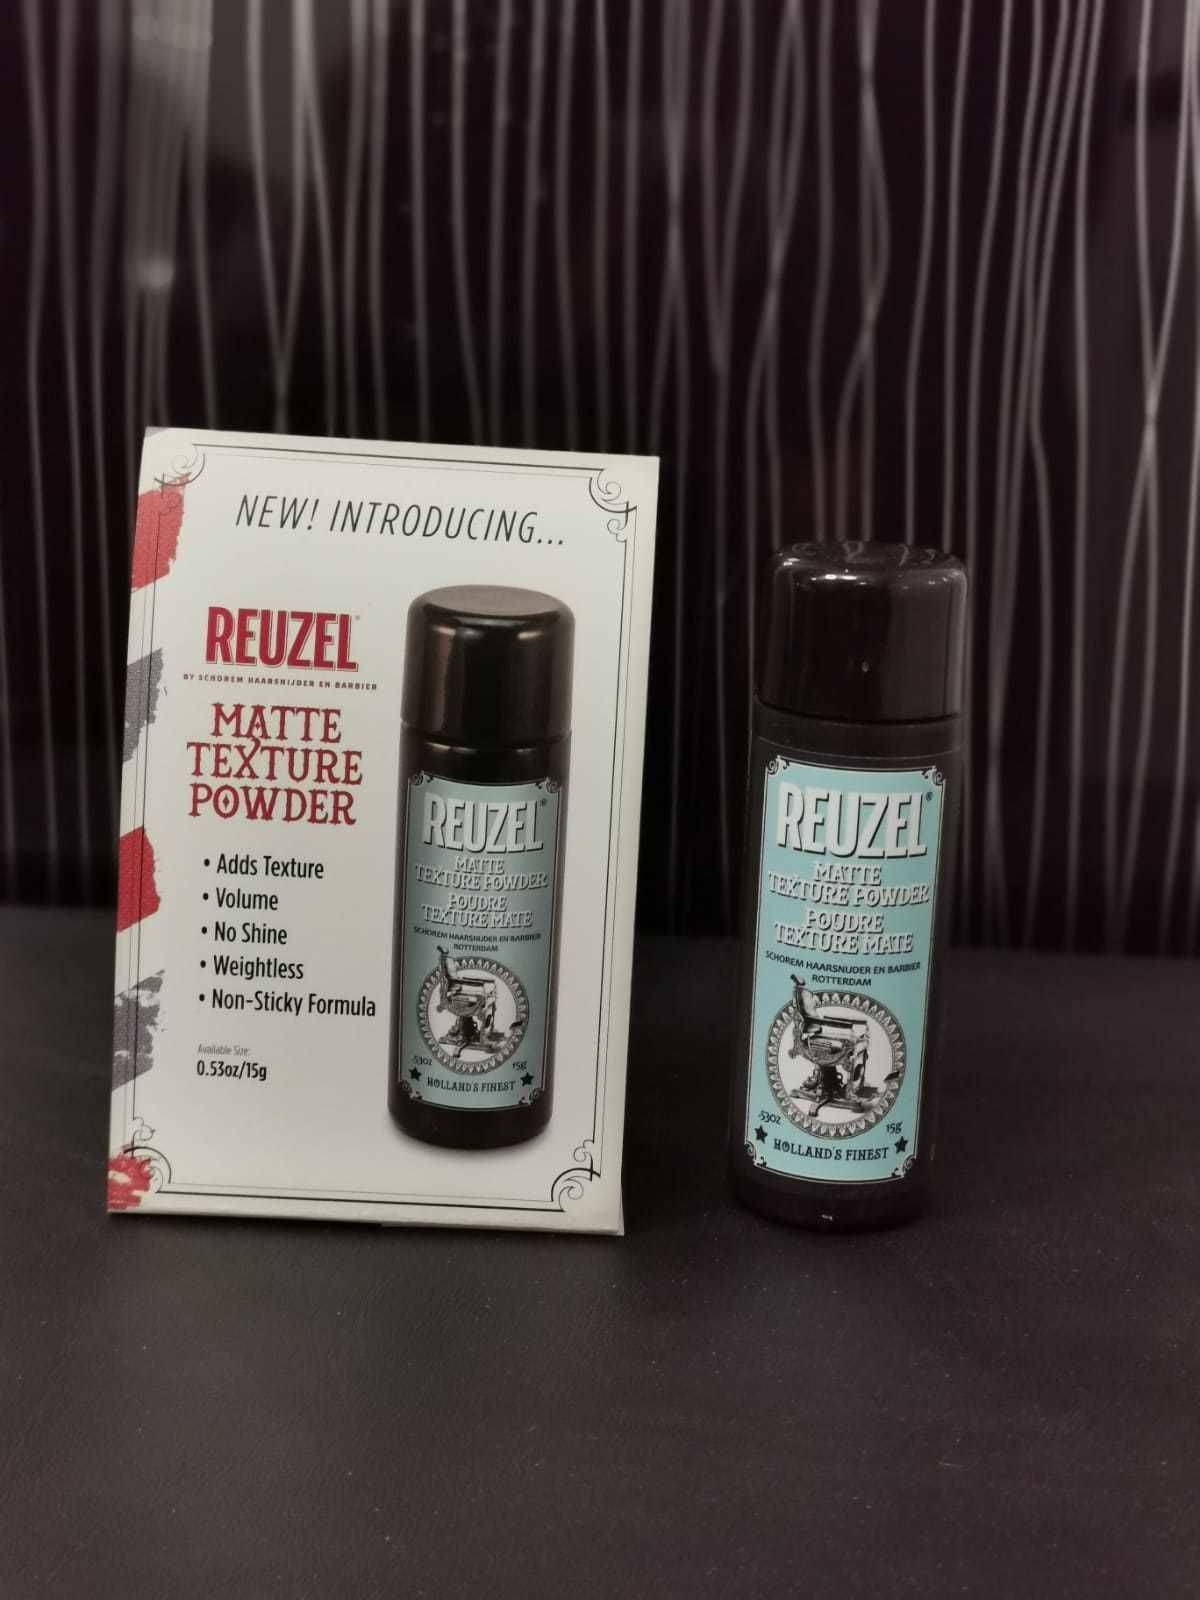 NEW! INTRODUCING...
REUZEL
BY SCHOREM HAARSNIJDER EN BARBIER
MATTE
TEXTURE
POWDER
• Adds Texture
• Volume
• No Shine
• Weightless
• Non-Sticky Formula
Available Size:
0.53oz/15g
REUZEL®
MATTE
TEXTURE POWDER
POUDRE
TEXTURE MATE
SCHOREM HAARSNIJDER EN BARBIER
ROTTERDAM
.53oz 15g
HOLLAND'S FINEST
REUZEL®
MATTE
TEXTURE POWDER
POUDRE
TEXTURE MATE
SCHOREM HAARSNIJDER EN BARBIER
ROTTERDAM
.53oz 15g
HOLLAND'S FINEST